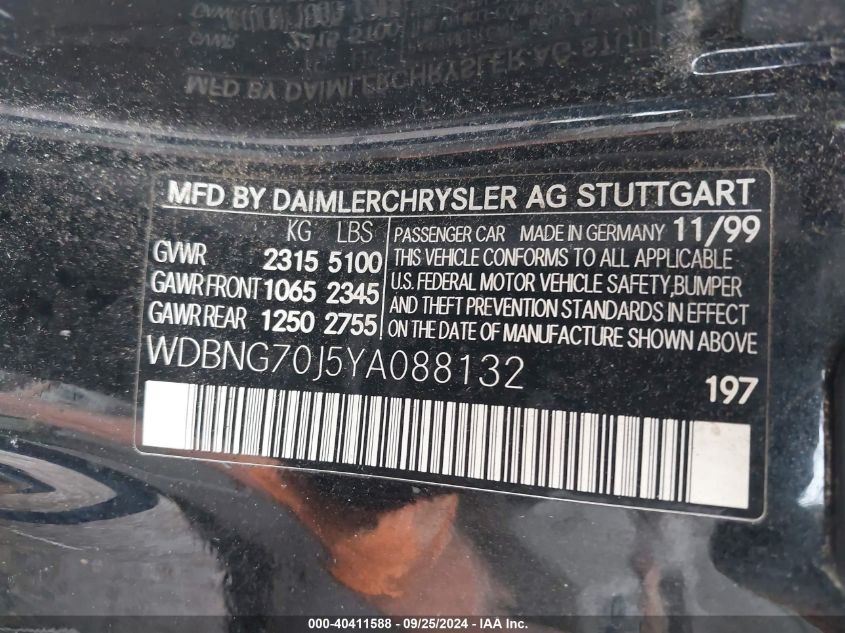 MFD BY DAIMLERCHRYSLER AG STUTTGART
KG LBS
GVWR 2315 5100
GAWR FRONT 1065 2345
GAWR REAR 1250 2755
PASSENGER CAR MADE IN GERMANY 11/99
THIS VEHICLE CONFORMS TO ALL APPLICABLE
U.S. FEDERAL MOTOR VEHICLE SAFETY, BUMPER
AND THEFT PREVENTION STANDARDS IN EFFECT
ON THE DATE OF MANUFACTURE SHOWN ABOVE
WDBNG70J5YA088132
197
000-40411588 - 09/25/2024 - IAA Inc.